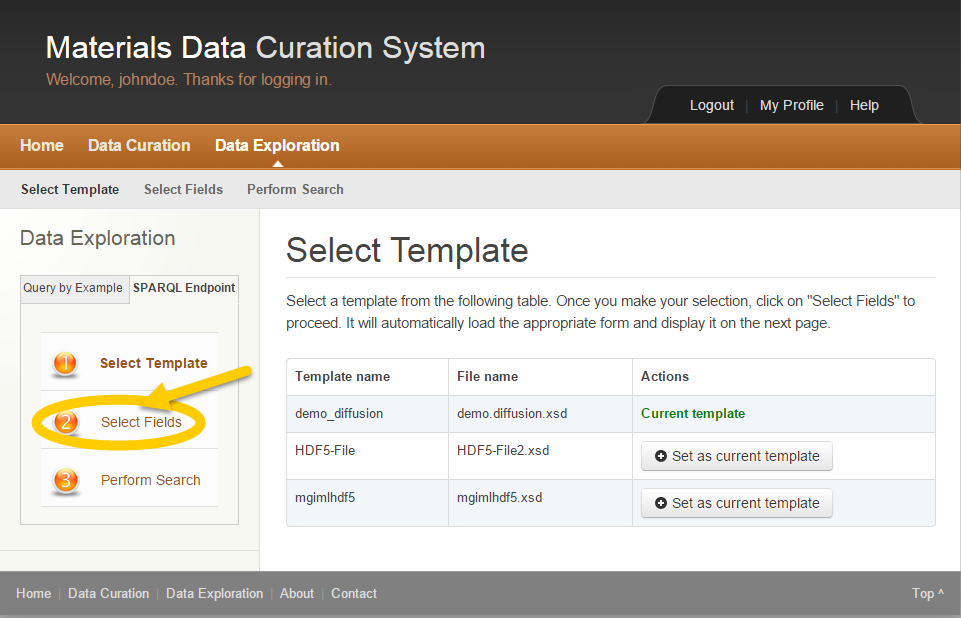 Materials Data Curation System
Welcome, johndoe. Thanks for logging in.
Logout | My Profile | Help
Home Data Curation Data Exploration
Select Template Select Fields Perform Search
Data Exploration
Query by Example SPARQL Endpoint
1 Select Template
2 Select Fields
3 Perform Search
Select Template
Select a template from the following table. Once you make your selection, click on "Select Fields" to
proceed. It will automatically load the appropriate form and display it on the next page.
Template name File name Actions
demo_diffusion demo.diffusion.xsd Current template
HDF5-File HDF5-File2.xsd Set as current template
mgimlhdf5 mgimlhdf5.xsd Set as current template
Home | Data Curation | Data Exploration | About | Contact Top ^